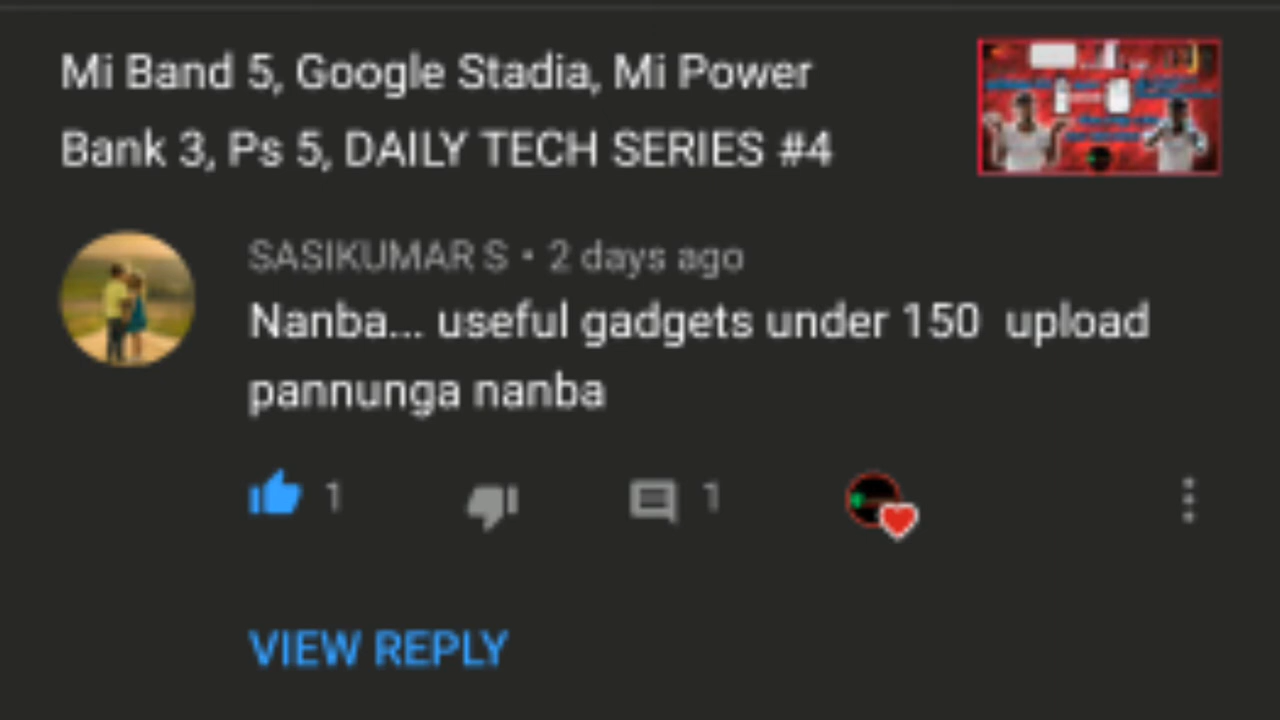 Mi Band 5, Google Stadia, Mi Power
Bank 3, Ps 5, DAILY TECH SERIES #4
SASIKUMAR S • 2 days ago
Nanba... useful gadgets under 150 upload
pannunga nanba
1
1
VIEW REPLY